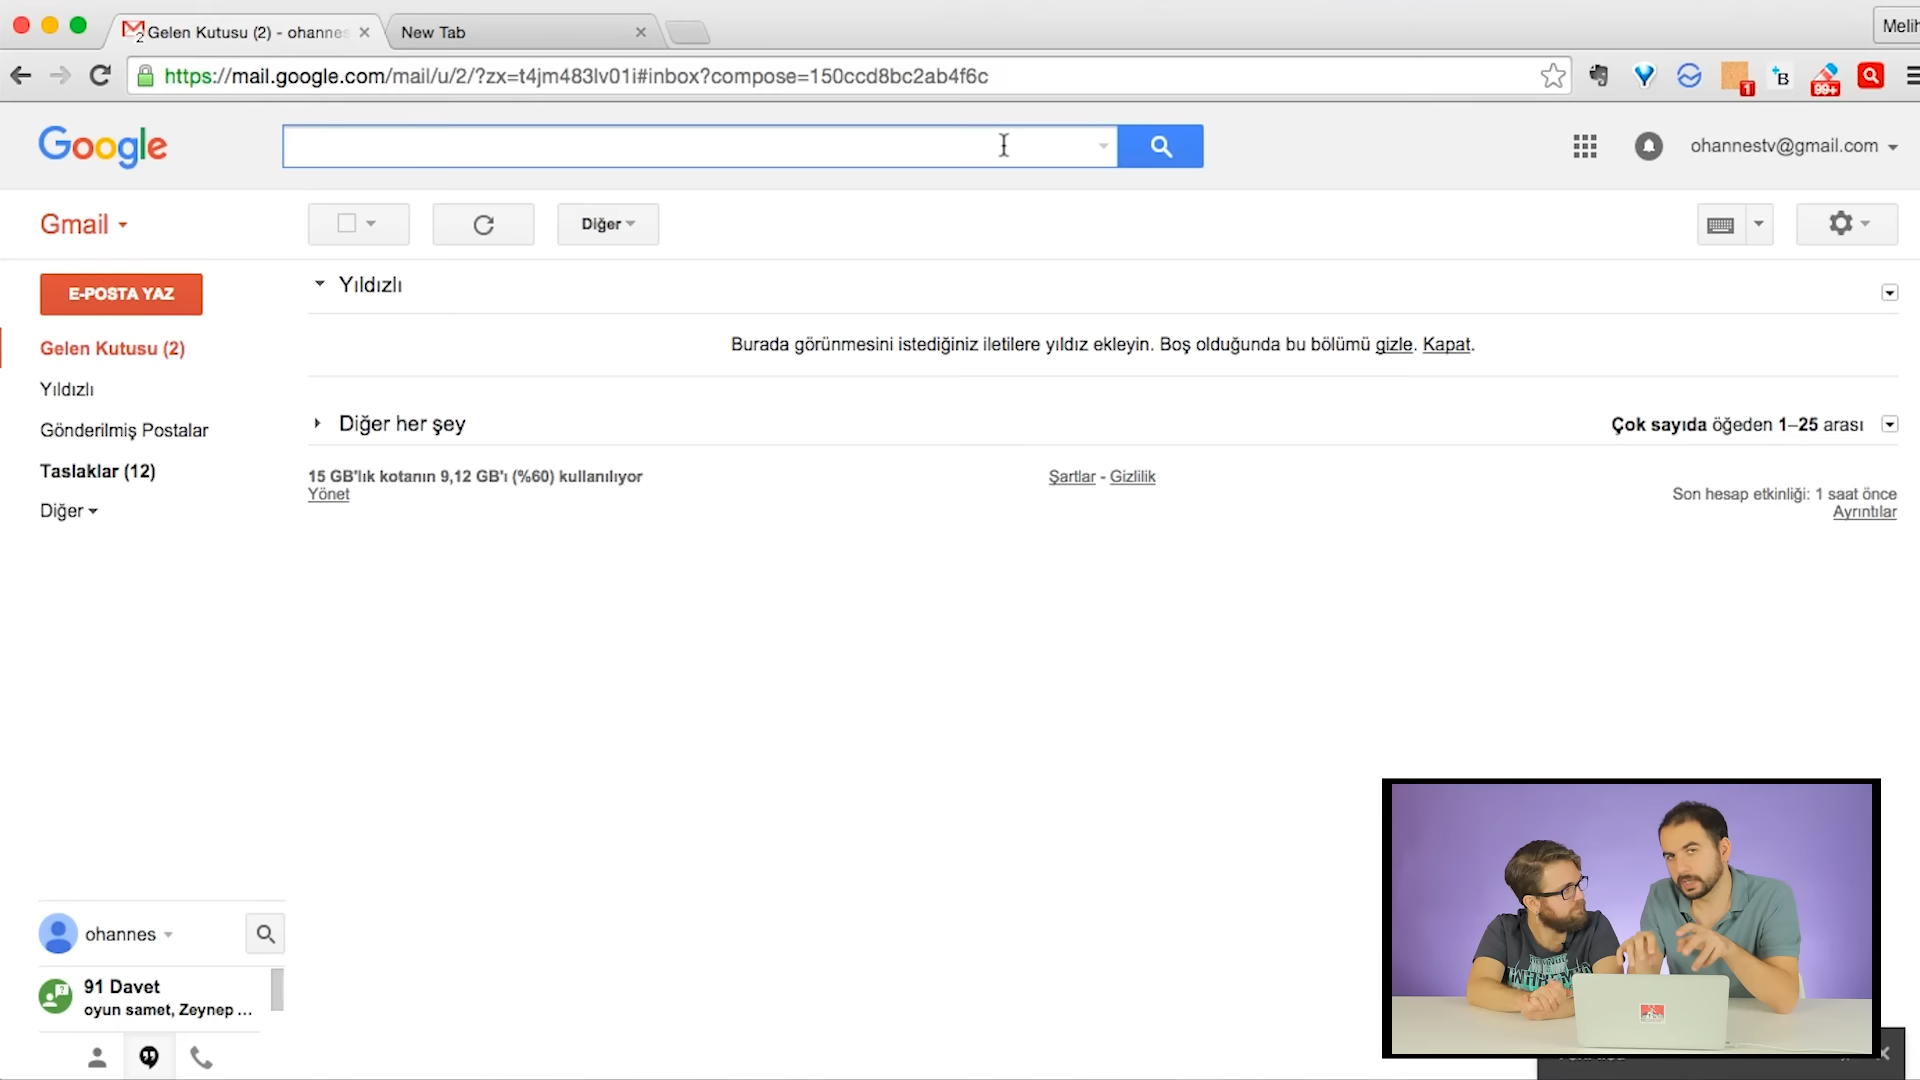 Gelen Kutusu (2) - ohannes
New Tab
Melih
https://mail.google.com/mail/u/2/?zx=t4jm483lv01i#inbox?compose=150ccd8bc2ab4f6c
1
B
99+
Google
ohannestv@gmail.com
Gmail
Diğer
E-POSTA YAZ
Yıldızlı
Burada görünmesini istediğiniz iletilere yıldız ekleyin. Boş olduğunda bu bölümü gizle. Kapat.
Gelen Kutusu (2)
Yıldızlı
Gönderilmiş Postalar
Taslaklar (12)
Diğer
Diğer her şey
Çok sayıda öğeden 1–25 arası
15 GB'lık kotanın 9,12 GB'ı (%60) kullanılıyor
Yönet
Şartlar - Gizlilik
Son hesap etkinliği: 1 saat önce
Ayrıntılar
ohannes
91 Davet
oyun samet, Zeynep ...